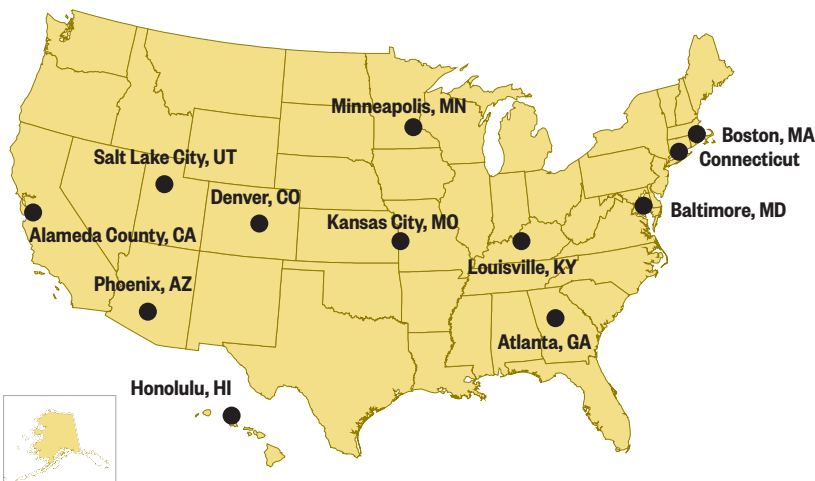 Minneapolis, MN
Boston, MA
Connecticut
Salt Lake City, UT
Denver, CO
Baltimore, MD
Kansas City, MO
Alameda County, CA
Louisville, KY
Phoenix, AZ
Atlanta, GA
Honolulu, HI